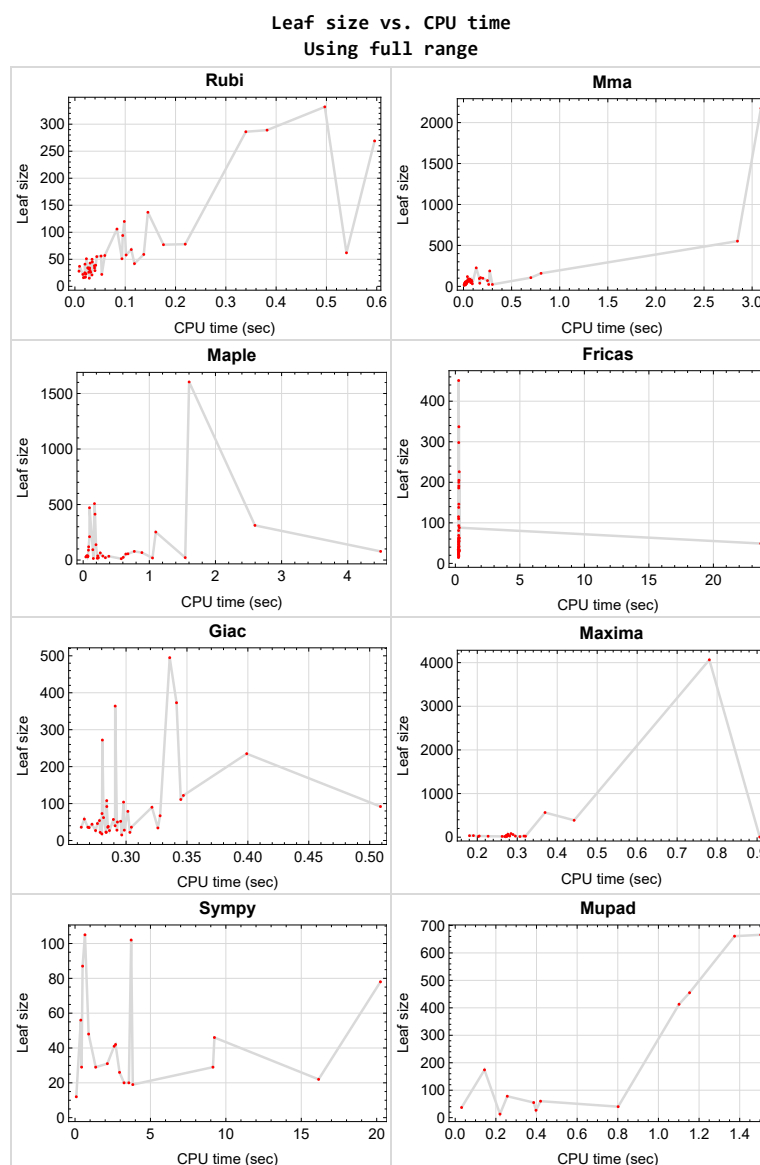 Leaf size vs. CPU time
Using full range
Rubi
Leaf size
300
250
200
150
100
50
0
0.0 0.1 0.2 0.3 0.4 0.5 0.6
CPU time (sec)
Mma
Leaf size
2000
1500
1000
500
0
0.0 0.5 1.0 1.5 2.0 2.5 3.0
CPU time (sec)
Maple
Leaf size
1500
1000
500
0
0 1 2 3 4
CPU time (sec)
Fricas
Leaf size
400
300
200
100
0
0 5 10 15 20
CPU time (sec)
Giac
Leaf size
500
400
300
200
100
0
0.30 0.35 0.40 0.45 0.50
CPU time (sec)
Maxima
Leaf size
4000
3000
2000
1000
0
0.2 0.3 0.4 0.5 0.6 0.7 0.8 0.9
CPU time (sec)
Sympy
Leaf size
100
80
60
40
20
0
0 5 10 15 20
CPU time (sec)
Mupad
Leaf size
700
600
500
400
300
200
100
0
0.0 0.2 0.4 0.6 0.8 1.0 1.2 1.4
CPU time (sec)